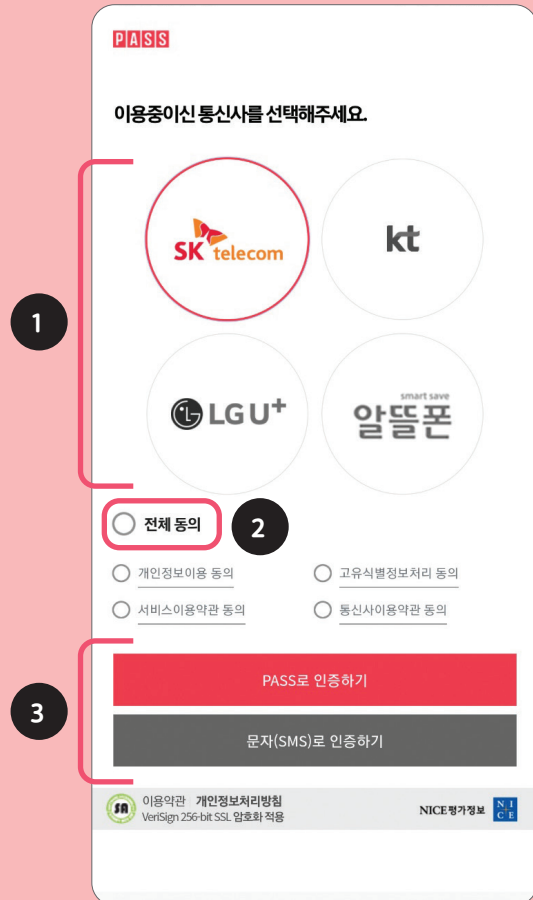 PASS
이용중이신 통신사를 선택해주세요.
1
SK telecom
kt
LG U+
smart save
알뜰폰
전체 동의
2
개인정보이용 동의
고유식별정보처리 동의
서비스이용약관 동의
통신사이용약관 동의
3
PASS로 인증하기
문자(SMS)로 인증하기
SA
이용약관 개인정보처리방침
VeriSign 256-bit SSL 암호화 적용
NICE평가정보
NICE